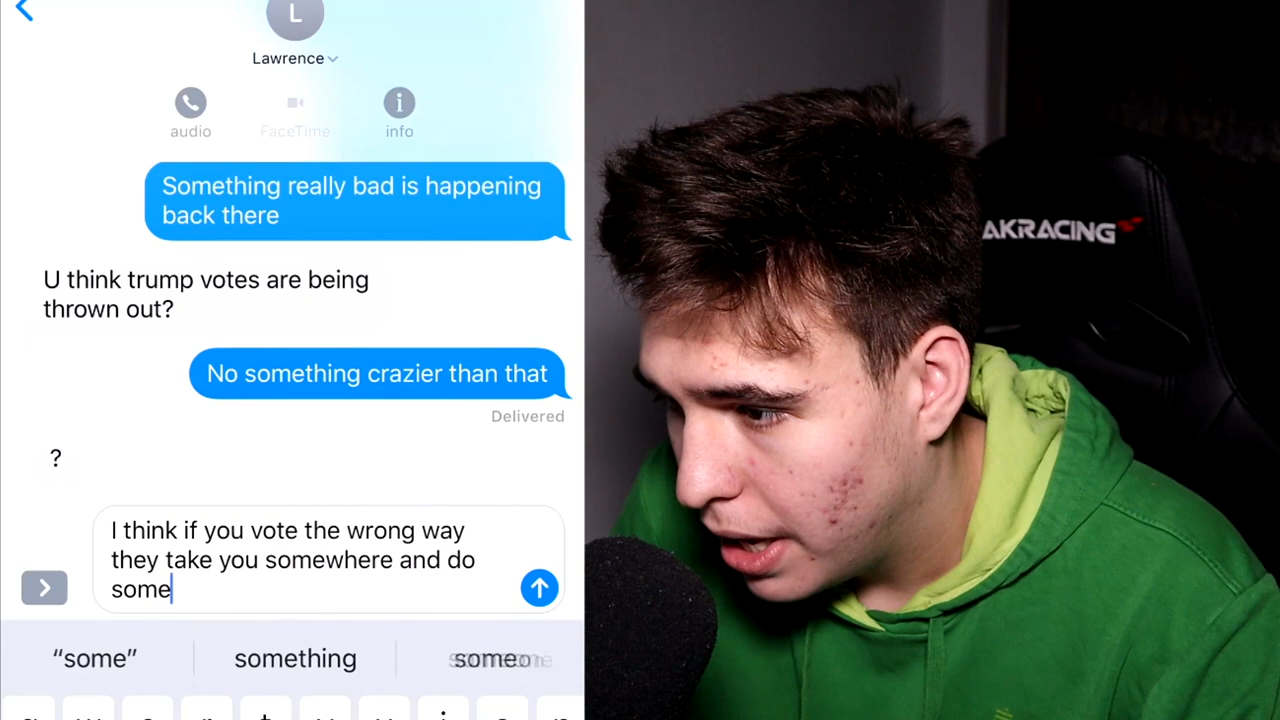 L
Lawrence
audio
FaceTime
info
Something really bad is happening
back there
U think trump votes are being
thrown out?
No something crazier than that
Delivered
?
I think if you vote the wrong way
they take you somewhere and do
some
“some”
something
AKRACING